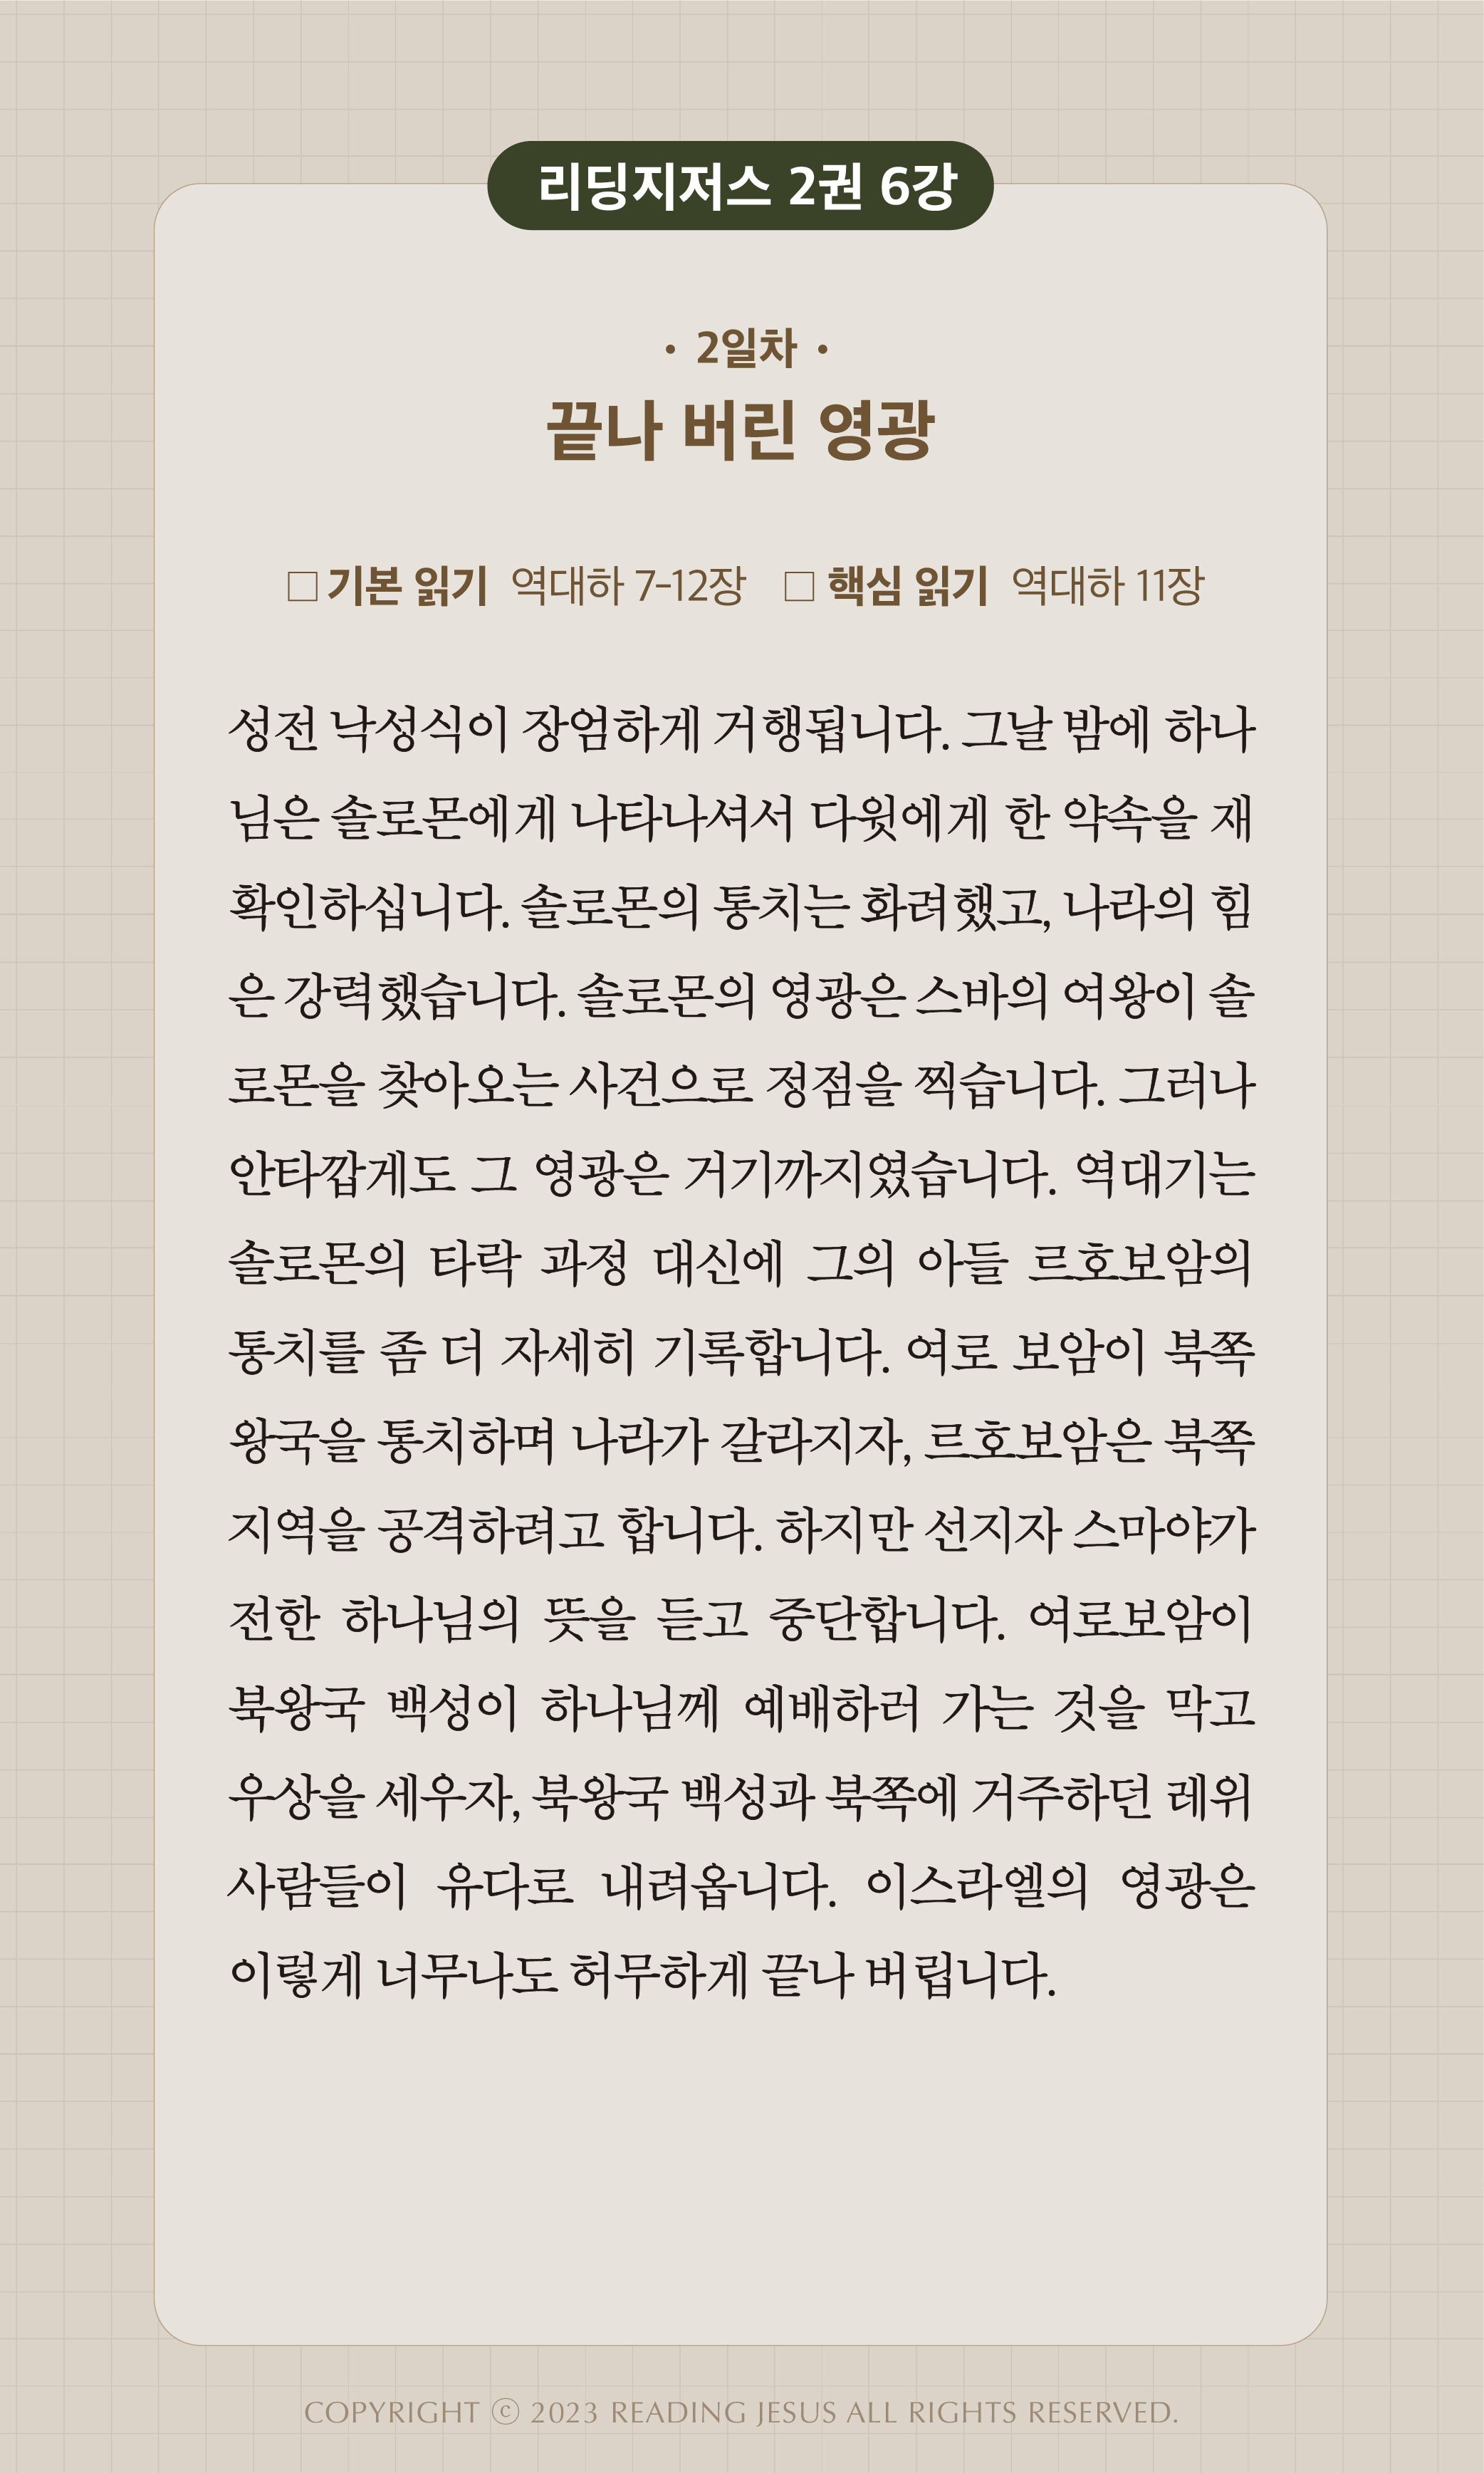 리딩지저스 2권 6강
· 2일차 ·
끝나 버린 영광
□ 기본 읽기 역대하 7-12장 □ 핵심 읽기 역대하 11장
성전 낙성식이 장엄하게 거행됩니다. 그날 밤에 하나
님은 솔로몬에게 나타나셔서 다윗에게 한 약속을 재
확인하십니다. 솔로몬의 통치는 화려했고, 나라의 힘
은 강력했습니다. 솔로몬의 영광은 스바의 여왕이 솔
로몬을 찾아오는 사건으로 정점을 찍습니다. 그러나
안타깝게도 그 영광은 거기까지였습니다. 역대기는
솔로몬의 타락 과정 대신에 그의 아들 르호보암의
통치를 좀 더 자세히 기록합니다. 여로 보암이 북쪽
왕국을 통치하며 나라가 갈라지자, 르호보암은 북쪽
지역을 공격하려고 합니다. 하지만 선지자 스마야가
전한 하나님의 뜻을 듣고 중단합니다. 여로보암이
북왕국 백성이 하나님께 예배하러 가는 것을 막고
우상을 세우자, 북왕국 백성과 북쪽에 거주하던 레위
사람들이 유다로 내려옵니다. 이스라엘의 영광은
이렇게 너무나도 허무하게 끝나 버립니다.
COPYRIGHT ⓒ 2023 READING JESUS ALL RIGHTS RESERVED.